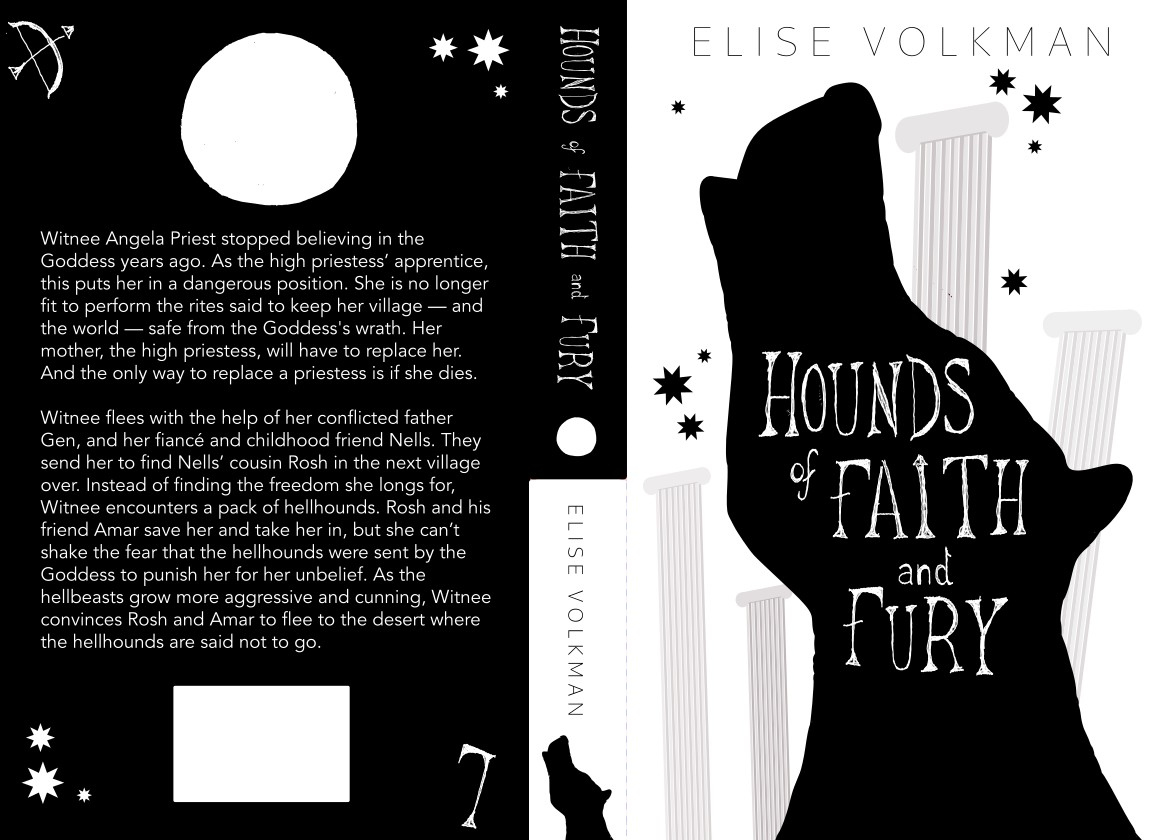 Witnee Angela Priest stopped believing in the
Goddess years ago. As the high priestess’ apprentice,
this puts her in a dangerous position. She is no longer
fit to perform the rites said to keep her village — and
the world — safe from the Goddess's wrath. Her
mother, the high priestess, will have to replace her.
And the only way to replace a priestess is if she dies.
Witnee flees with the help of her conflicted father
Gen, and her fiancé and childhood friend Nells. They
send her to find Nells’ cousin Rosh in the next village
over. Instead of finding the freedom she longs for,
Witnee encounters a pack of hellhounds. Rosh and his
friend Amar save her and take her in, but she can’t
shake the fear that the hellhounds were sent by the
Goddess to punish her for her unbelief. As the
hellbeasts grow more aggressive and cunning, Witnee
convinces Rosh and Amar to flee to the desert where
the hellhounds are said not to go.
7
HOUNDS of FAITH and FURY
ELISE VOLKMAN
ELISE VOLKMAN
HOUNDS
of FAITH
and
FURY